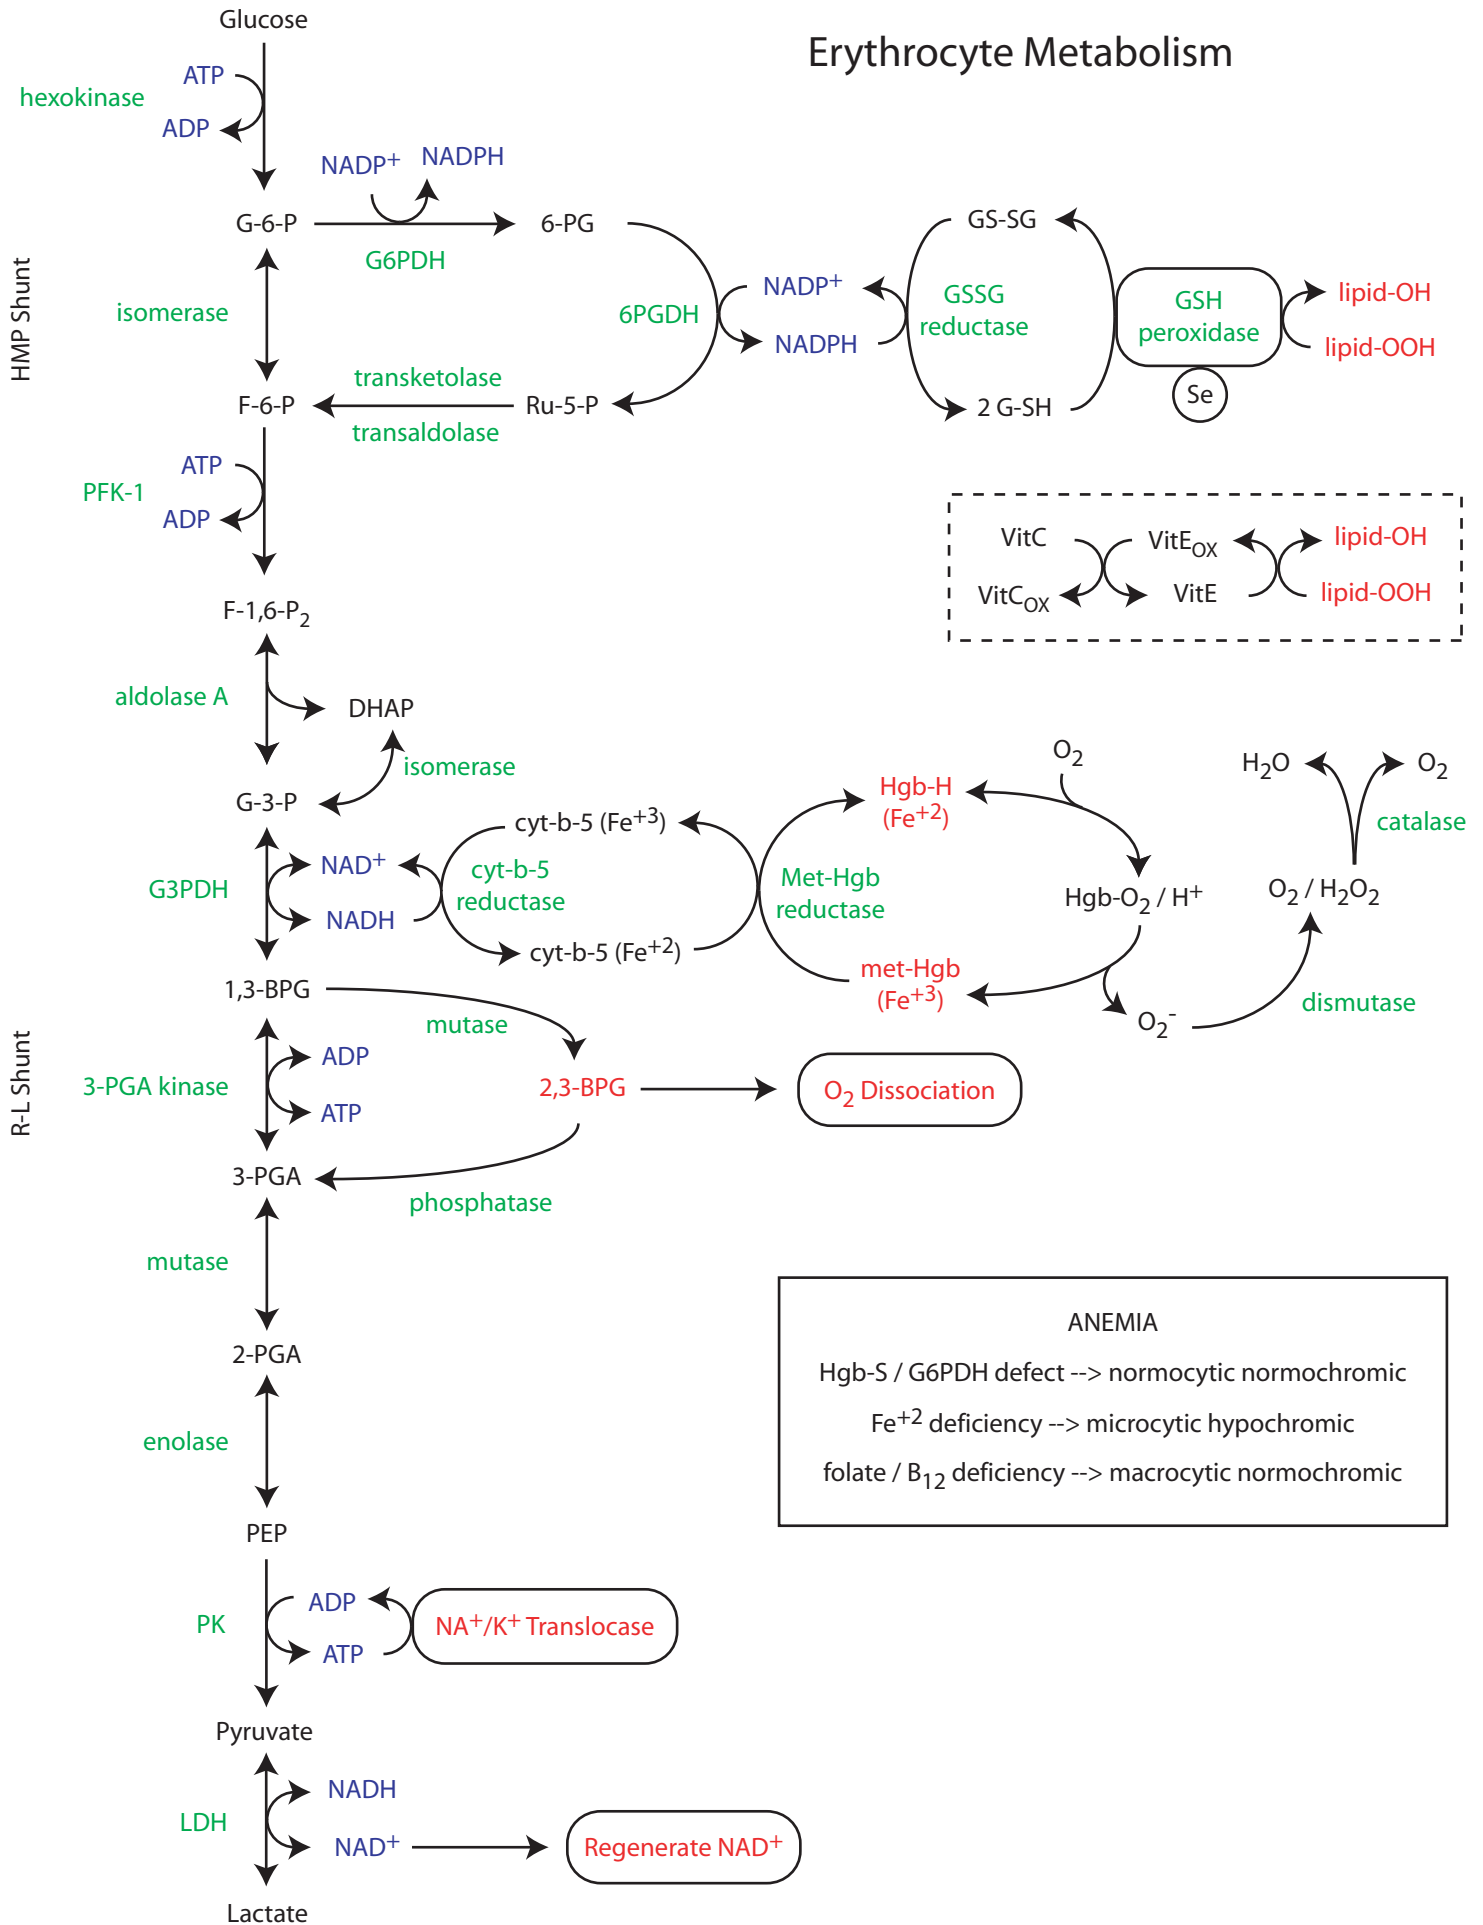 Erythrocyte Metabolism
Glucose
hexokinase
ATP
ADP
HMP Shunt
G-6-P
NADP+
NADPH
G6PDH
6-PG
isomerase
6PGDH
NADP+
NADPH
GS-SG
GSSG
reductase
2 G-SH
GSH
peroxidase
Se
lipid-OH
lipid-OOH
F-6-P
transketolase
transaldolase
Ru-5-P
PFK-1
ATP
ADP
VitC
VitCOX
VitEOX
VitE
lipid-OH
lipid-OOH
F-1,6-P2
aldolase A
DHAP
isomerase
G-3-P
G3PDH
NAD+
NADH
cyt-b-5 (Fe+3)
cyt-b-5
reductase
cyt-b-5 (Fe+2)
Hgb-H
(Fe+2)
Met-Hgb
reductase
met-Hgb
(Fe+3)
O2
Hgb-O2 / H+
O2-
dismutase
O2 / H2O2
catalase
H2O
O2
1,3-BPG
mutase
R-L Shunt
3-PGA kinase
ADP
ATP
2,3-BPG
O2 Dissociation
3-PGA
phosphatase
mutase
2-PGA
enolase
ANEMIA
Hgb-S / G6PDH defect --> normocytic normochromic
Fe+2 deficiency --> microcytic hypochromic
folate / B12 deficiency --> macrocytic normochromic
PEP
PK
ADP
ATP
NA+/K+ Translocase
Pyruvate
LDH
NADH
NAD+
Regenerate NAD+
Lactate